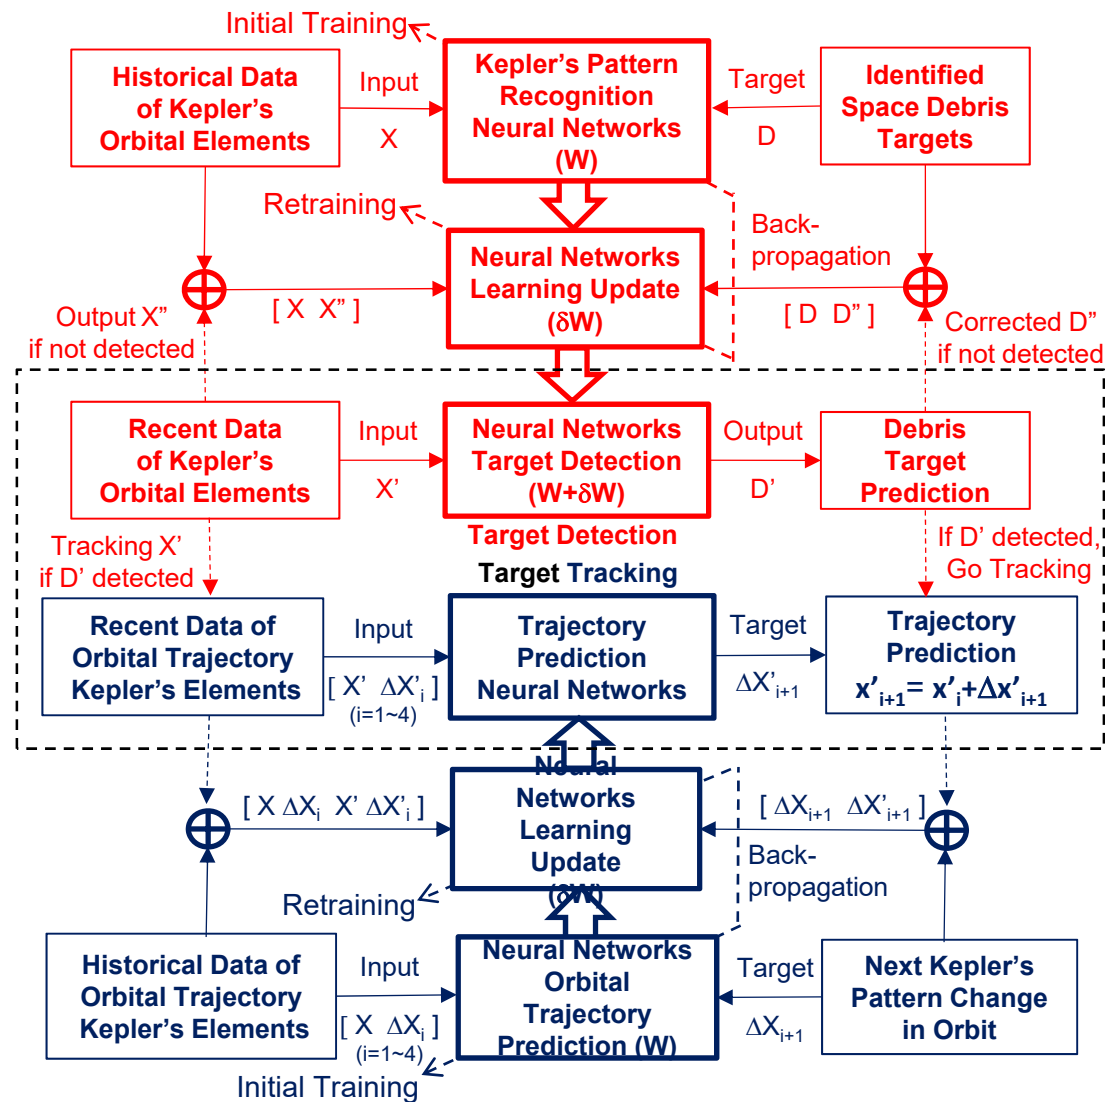 Initial Training
Historical Data
of Kepler's
Orbital Elements
Input
X
Kepler's Pattern
Recognition
Neural Networks
(W)
Target
D
Identified
Space Debris
Targets
Retraining
Neural Networks
Learning Update
(δW)
Back-
propagation
[ X X" ]
[ D D" ]
Output X"
if not detected
Corrected D"
if not detected
Recent Data
of Kepler's
Orbital Elements
Input
X'
Neural Networks
Target Detection
(W+δW)
Output
D'
Debris
Target
Prediction
Target Detection
Tracking X'
if D' detected
If D' detected,
Go Tracking
Target Tracking
Recent Data of
Orbital Trajectory
Kepler's Elements
Input
[ X' ΔX'i ]
(i=1~4)
Trajectory
Prediction
Neural Networks
Target
ΔX'i+1
Trajectory
Prediction
x'i+1= x'i+Δx'i+1
[ X ΔXi X' ΔX'i ]
Neural
Networks
Learning
Update
(δW)
[ ΔXi+1 ΔX'i+1 ]
Back-
propagation
Retraining
Historical Data of
Orbital Trajectory
Kepler's Elements
Input
[ X ΔXi ]
(i=1~4)
Neural Networks
Orbital
Trajectory
Prediction (W)
Target
ΔXi+1
Next Kepler's
Pattern Change
in Orbit
Initial Training